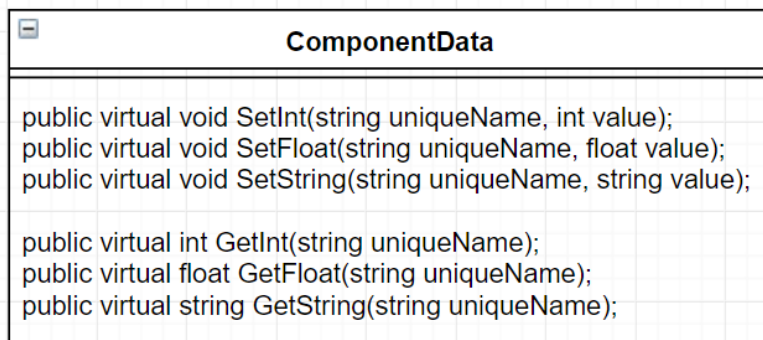 ComponentData
public virtual void SetInt(string uniqueName, int value);
public virtual void SetFloat(string uniqueName, float value);
public virtual void SetString(string uniqueName, string value);
public virtual int GetInt(string uniqueName);
public virtual float GetFloat(string uniqueName);
public virtual string GetString(string uniqueName);